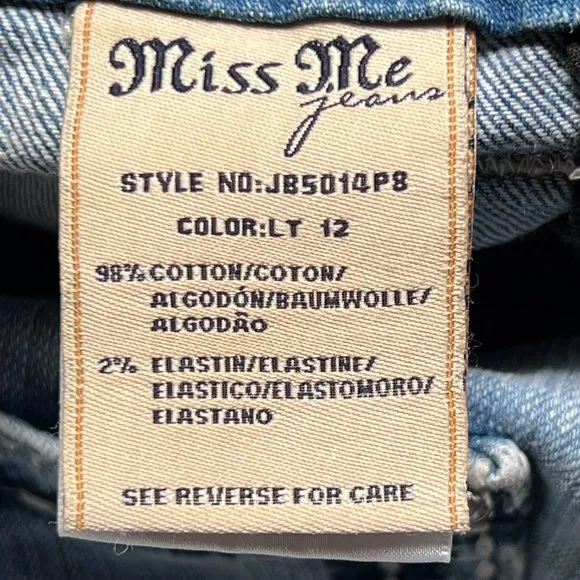 Miss Me
jeans
STYLE NO:JB5014P8
COLOR:LT 12
98% COTTON/COTON/
ALGODÓN/BAUMWOLLE/
ALGODÃO
2% ELASTIN/ELASTINE/
ELASTICO/ELASTOMORO/
ELASTANO
SEE REVERSE FOR CARE